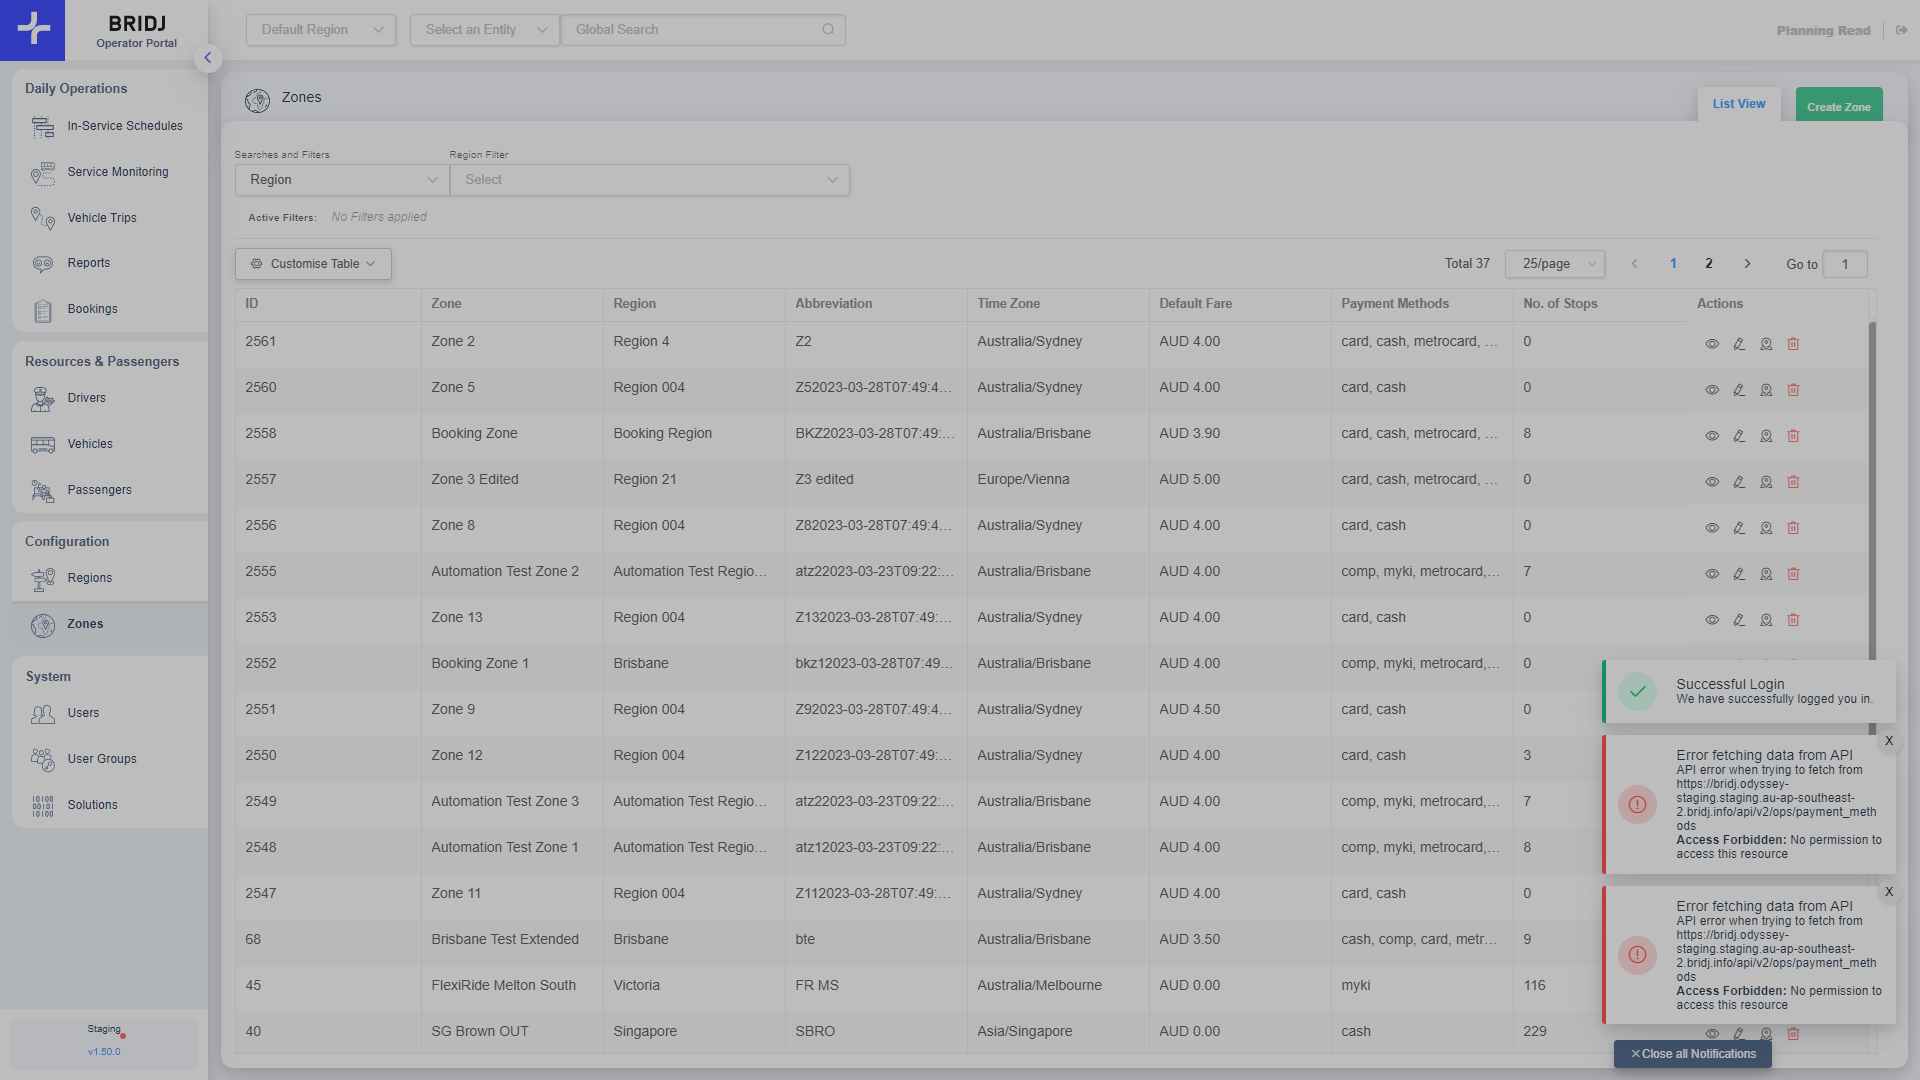 BRIDJ
Operator Portal
Default Region
Select an Entity
Global Search
Planning Read
Daily Operations
In-Service Schedules
Service Monitoring
Vehicle Trips
Reports
Bookings
Resources & Passengers
Drivers
Vehicles
Passengers
Configuration
Regions
Zones
System
Users
User Groups
Solutions
Staging
v1.50.0
Zones
List View
Create Zone
Searches and Filters
Region Filter
Region
Select
Active Filters: No Filters applied
Customise Table
Total 37
25/page
1 2
Go to 1
ID Zone Region Abbreviation Time Zone Default Fare Payment Methods No. of Stops Actions
2561 Zone 2 Region 4 Z2 Australia/Sydney AUD 4.00 card, cash, metrocard, ... 0
2560 Zone 5 Region 004 Z52023-03-28T07:49:4... Australia/Sydney AUD 4.00 card, cash 0
2558 Booking Zone Booking Region BKZ2023-03-28T07:49:... Australia/Brisbane AUD 3.90 card, cash, metrocard, ... 8
2557 Zone 3 Edited Region 21 Z3 edited Europe/Vienna AUD 5.00 card, cash, metrocard, ... 0
2556 Zone 8 Region 004 Z82023-03-28T07:49:4... Australia/Sydney AUD 4.00 card, cash 0
2555 Automation Test Zone 2 Automation Test Regio... atz22023-03-23T09:22:... Australia/Brisbane AUD 4.00 comp, myki, metrocard,... 7
2553 Zone 13 Region 004 Z132023-03-28T07:49:... Australia/Sydney AUD 4.00 card, cash 0
2552 Booking Zone 1 Brisbane bkz12023-03-28T07:49... Australia/Brisbane AUD 4.00 comp, myki, metrocard,... 0
2551 Zone 9 Region 004 Z92023-03-28T07:49:4... Australia/Sydney AUD 4.50 card, cash 0
2550 Zone 12 Region 004 Z122023-03-28T07:49:... Australia/Sydney AUD 4.00 card, cash 3
2549 Automation Test Zone 3 Automation Test Regio... atz22023-03-23T09:22:... Australia/Brisbane AUD 4.00 comp, myki, metrocard,... 7
2548 Automation Test Zone 1 Automation Test Regio... atz12023-03-23T09:22:... Australia/Brisbane AUD 4.00 comp, myki, metrocard,... 8
2547 Zone 11 Region 004 Z112023-03-28T07:49:... Australia/Sydney AUD 4.00 card, cash 0
68 Brisbane Test Extended Brisbane bte Australia/Brisbane AUD 3.50 cash, comp, card, metr... 9
45 FlexiRide Melton South Victoria FR MS Australia/Melbourne AUD 0.00 myki 116
40 SG Brown OUT Singapore SBRO Asia/Singapore AUD 0.00 cash 229
Successful Login
We have successfully logged you in.
X
Error fetching data from API
API error when trying to fetch from
https://bridj.odyssey-
staging.staging.au-ap-southeast-
2.bridj.info/api/v2/ops/payment_meth
ods
Access Forbidden: No permission to
access this resource
X
Error fetching data from API
API error when trying to fetch from
https://bridj.odyssey-
staging.staging.au-ap-southeast-
2.bridj.info/api/v2/ops/payment_meth
ods
Access Forbidden: No permission to
access this resource
Close all Notifications